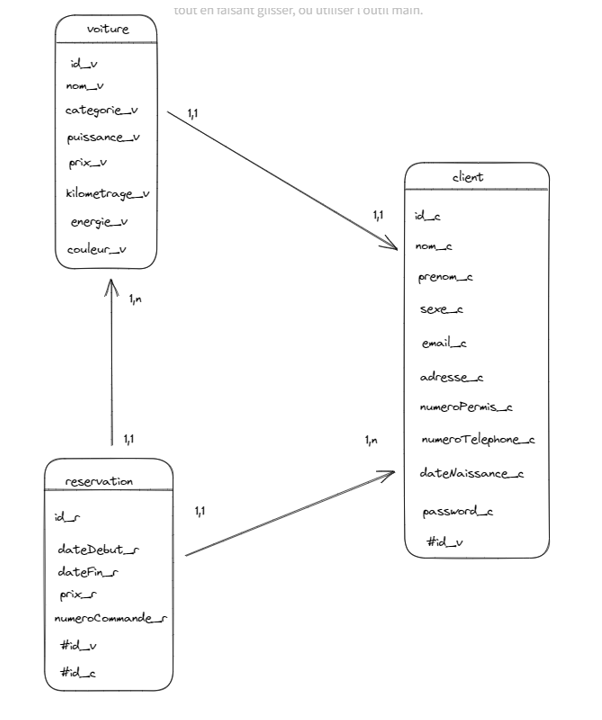 tout en faisant glisser, ou utiliser l'outil main.
voiture
id_v
nom_v
categorie_v
puissance_v
prix_v
kilometrage_v
energie_v
couleur_v
1,1
1,1
client
id_c
nom_c
prenom_c
sexe_c
email_c
adresse_c
numeroPermis_c
numeroTelephone_c
dateNaissance_c
password_c
#id_v
1,n
1,1
1,n
1,1
reservation
id_r
dateDebut_r
dateFin_r
prix_r
numeroCommande_r
#id_v
#id_c